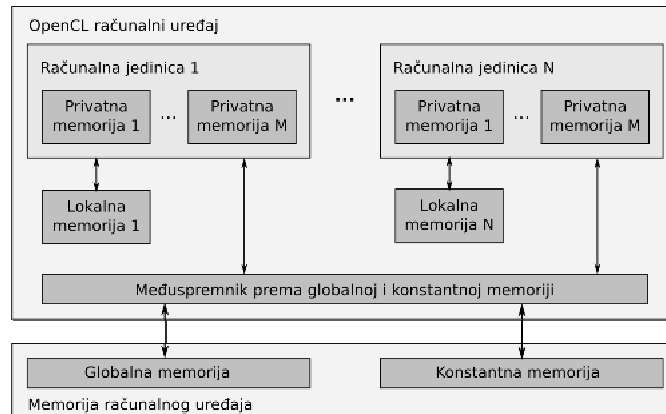 OpenCL računalni uređaj
Računalna jedinica 1
Privatna
memorija 1
...
Privatna
memorija M
...
Računalna jedinica N
Privatna
memorija 1
...
Privatna
memorija M
Lokalna
memorija 1
Lokalna
memorija N
Međuspremnik prema globalnoj i konstantnoj memoriji
Globalna memorija
Konstantna memorija
Memorija računalnog uređaja